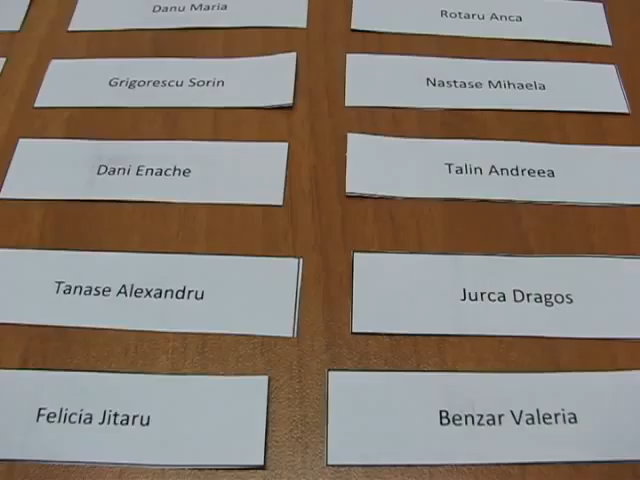 Danu Maria
Rotaru Anca
Grigorescu Sorin
Nastase Mihaela
Dani Enache
Talin Andreea
Tanase Alexandru
Jurca Dragos
Felicia Jitaru
Benzar Valeria